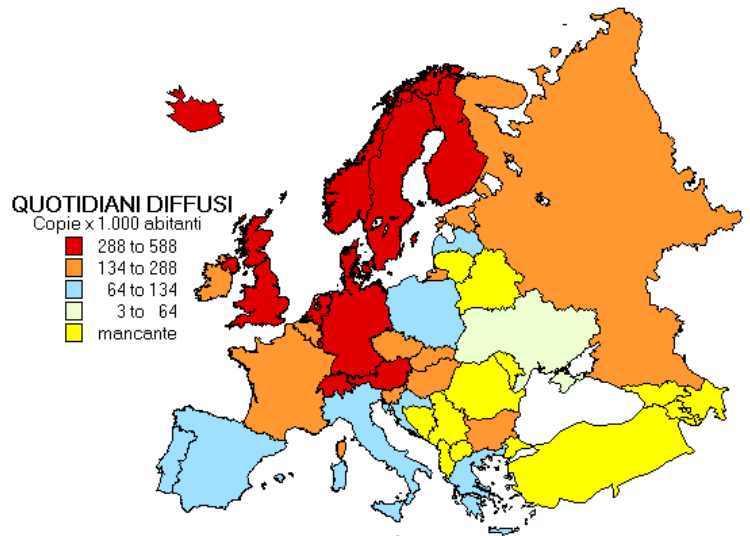 QUOTIDIANI DIFFUSI
Copie x 1.000 abitanti
288 to 588
134 to 288
64 to 134
3 to 64
mancante